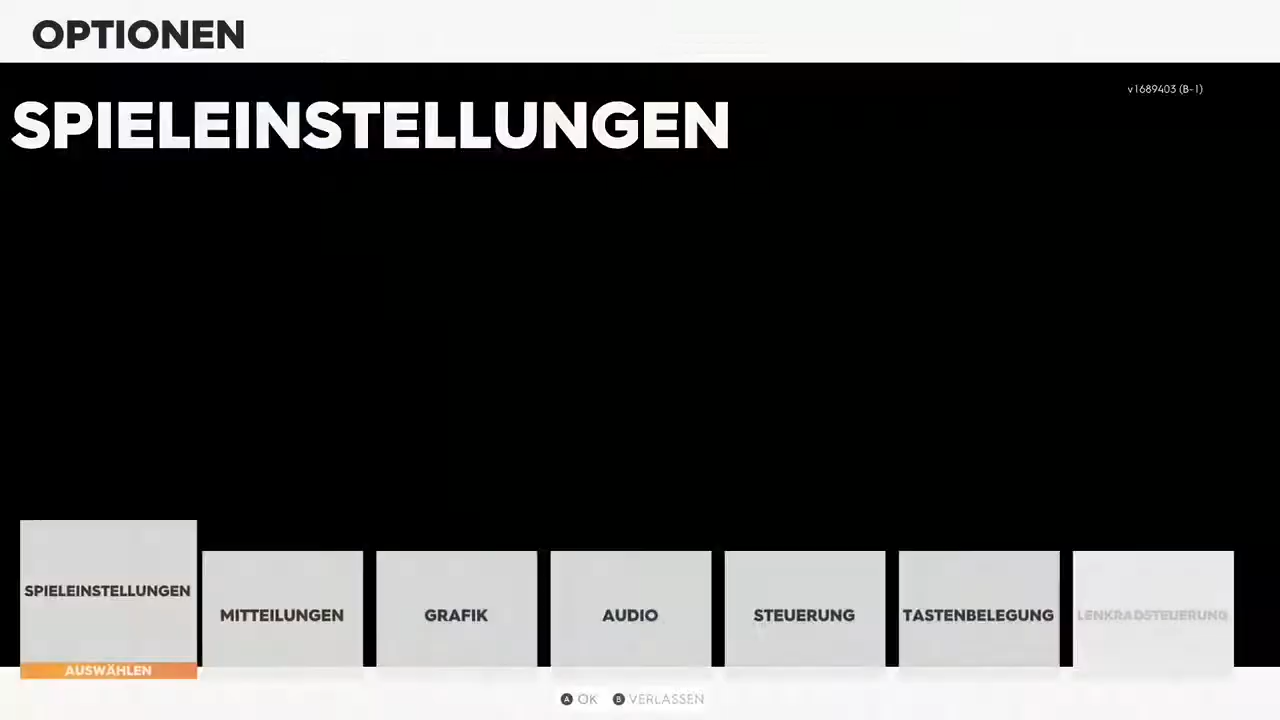 OPTIONEN
v1689403 (B-1)
SPIELEINSTELLUNGEN
SPIELEINSTELLUNGEN
MITTEILUNGEN
GRAFIK
AUDIO
STEUERUNG
TASTENBELEGUNG
LENKRADSTEUERUNG
AUSWÄHLEN
A OK B VERLASSEN